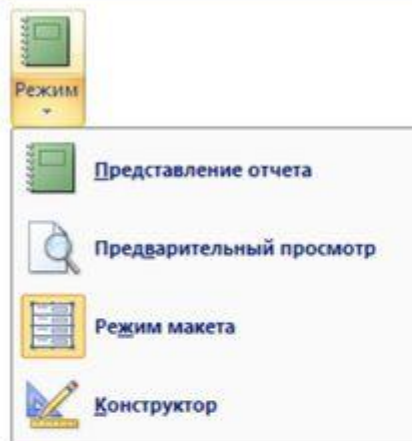 Режим
Представление отчета
Предварительный просмотр
Режим макета
Конструктор